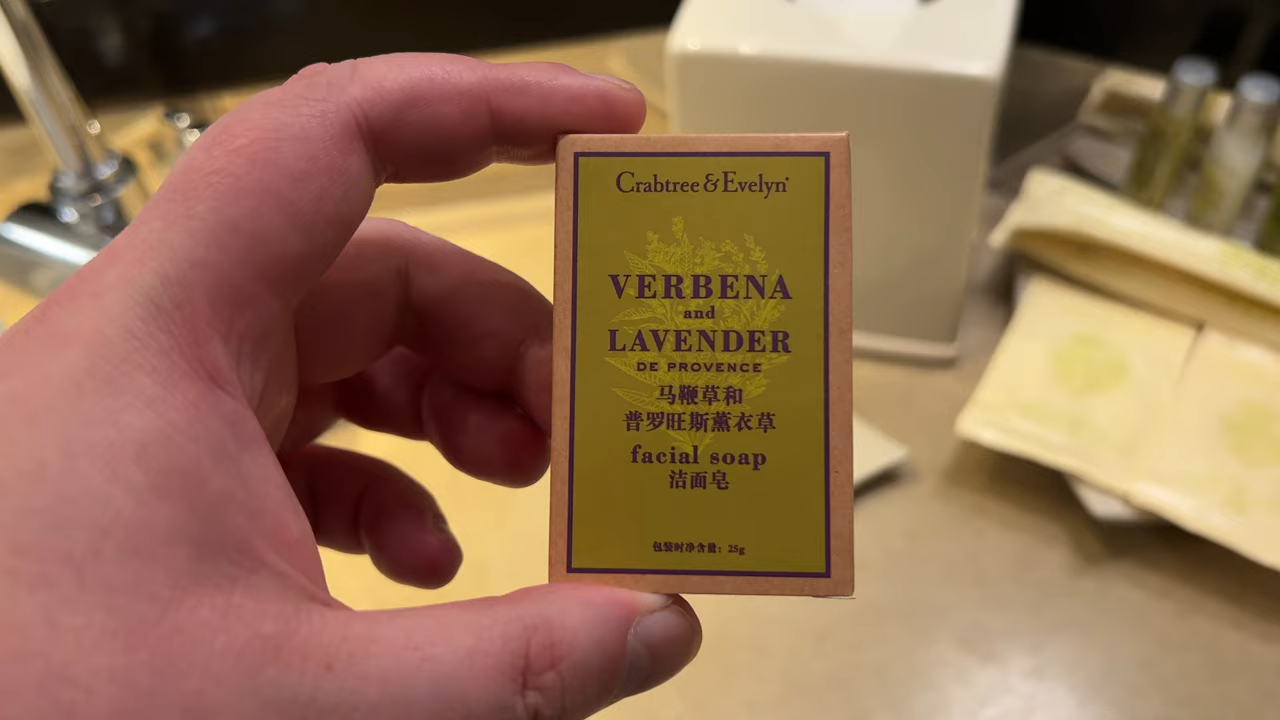 Crabtree & Evelyn
VERBENA
and
LAVENDER
DE PROVENCE
马鞭草和
普罗旺斯薰衣草
facial soap
洁面皂
包装时净含量：25g